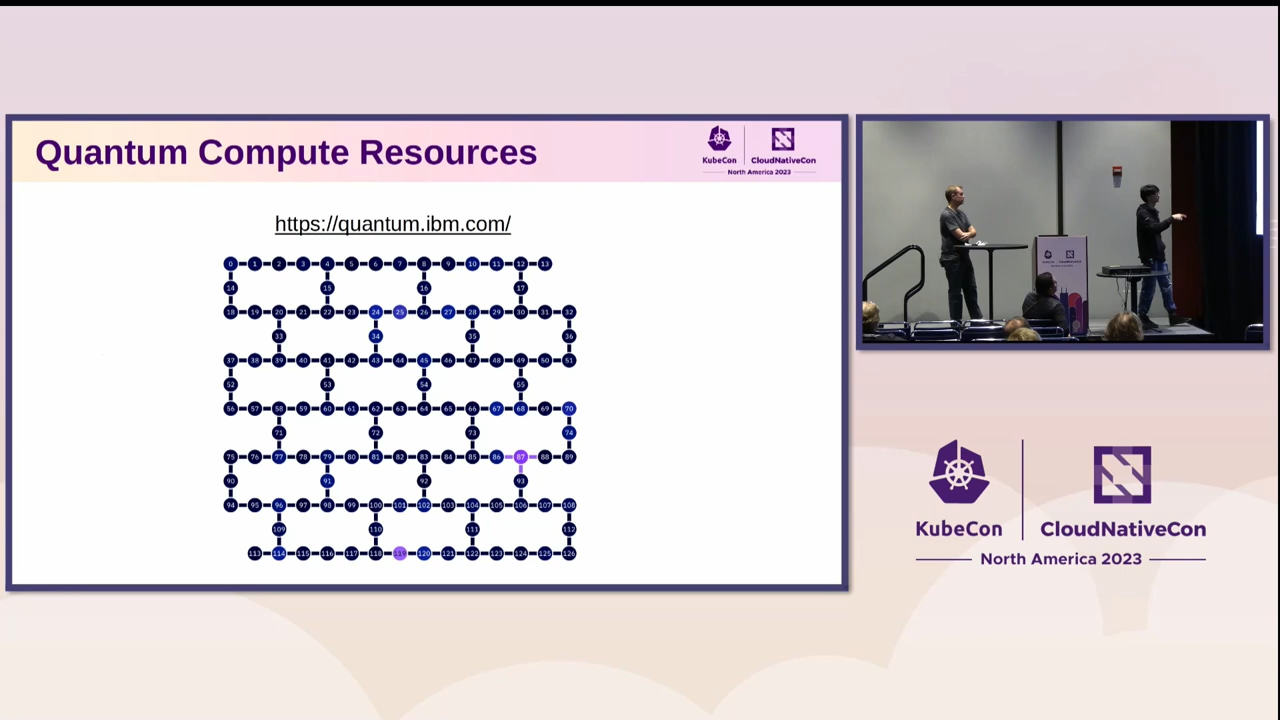 Quantum Compute Resources
KubeCon
CloudNativeCon
North America 2023
https://quantum.ibm.com/
0 1 2 3 4 5 6 7 8 9 10 11 12 13
14 15 16 17
18 19 20 21 22 23 24 25 26 27 28 29 30 31 32
33 34 35 36
37 38 39 40 41 42 43 44 45 46 47 48 49 50 51
52 53 54 55
56 57 58 59 60 61 62 63 64 65 66 67 68 69 70
71 72 73 74
75 76 77 78 79 80 81 82 83 84 85 86 87 88 89
90 91 92 93
94 95 96 97 98 99 100 101 102 103 104 105 106 107 108
109 110 111 112
113 114 115 116 117 118 119 120 121 122 123 124 125 126
KubeCon
CloudNativeCon
North America 2023